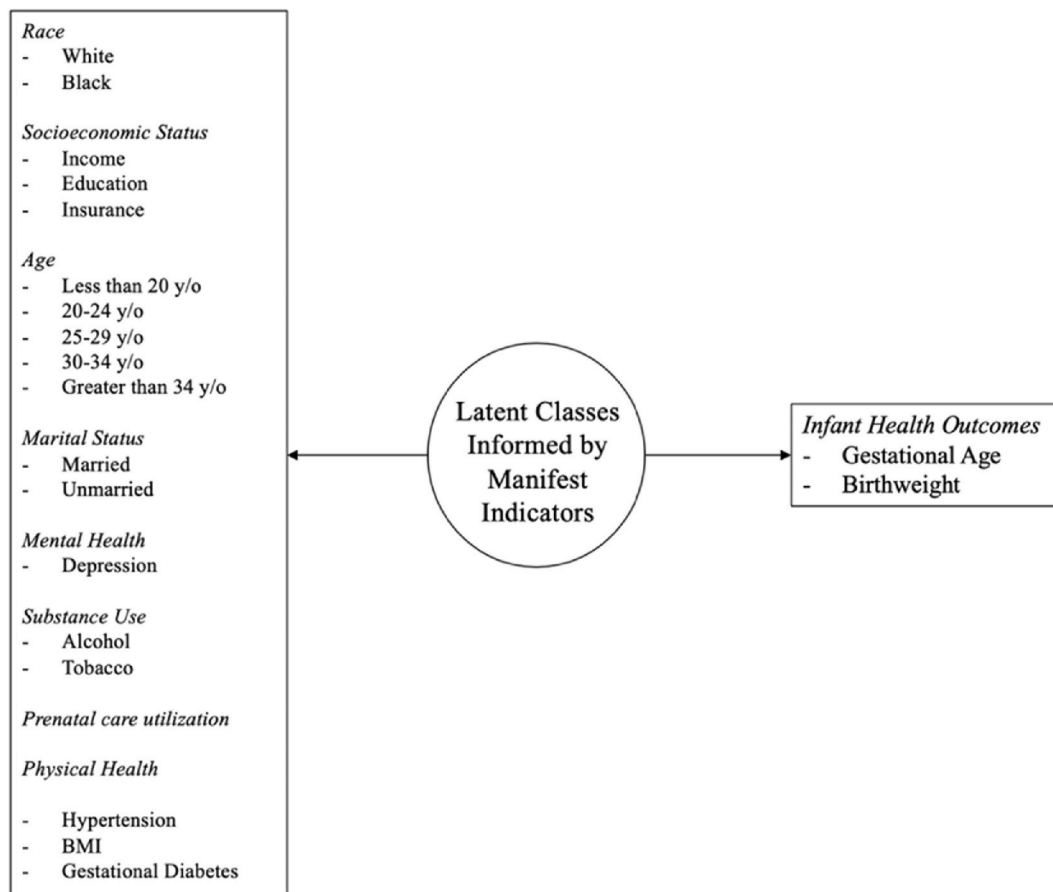 Race
- White
- Black
Socioeconomic Status
- Income
- Education
- Insurance
Age
- Less than 20 y/o
- 20-24 y/o
- 25-29 y/o
- 30-34 y/o
- Greater than 34 y/o
Marital Status
- Married
- Unmarried
Mental Health
- Depression
Substance Use
- Alcohol
- Tobacco
Prenatal care utilization
Physical Health
- Hypertension
- BMI
- Gestational Diabetes
Latent Classes
Informed by
Manifest
Indicators
Infant Health Outcomes
- Gestational Age
- Birthweight